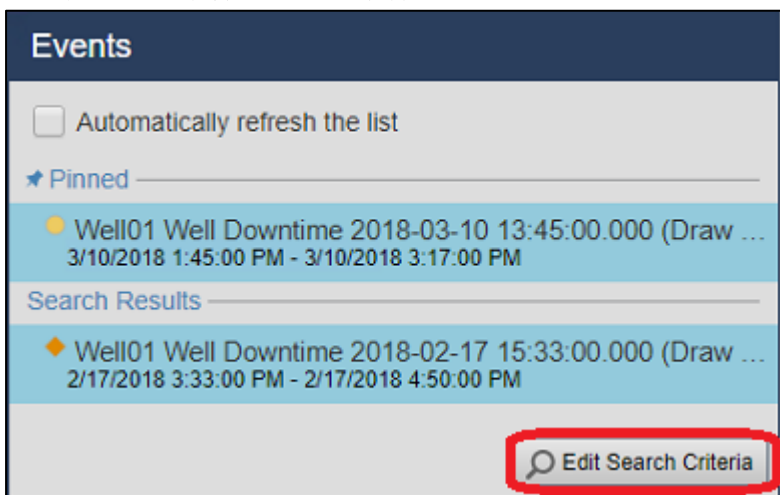 Events
Automatically refresh the list
Pinned
Well01 Well Downtime 2018-03-10 13:45:00.000 (Draw ...
3/10/2018 1:45:00 PM - 3/10/2018 3:17:00 PM
Search Results
Well01 Well Downtime 2018-02-17 15:33:00.000 (Draw ...
2/17/2018 3:33:00 PM - 2/17/2018 4:50:00 PM
Edit Search Criteria